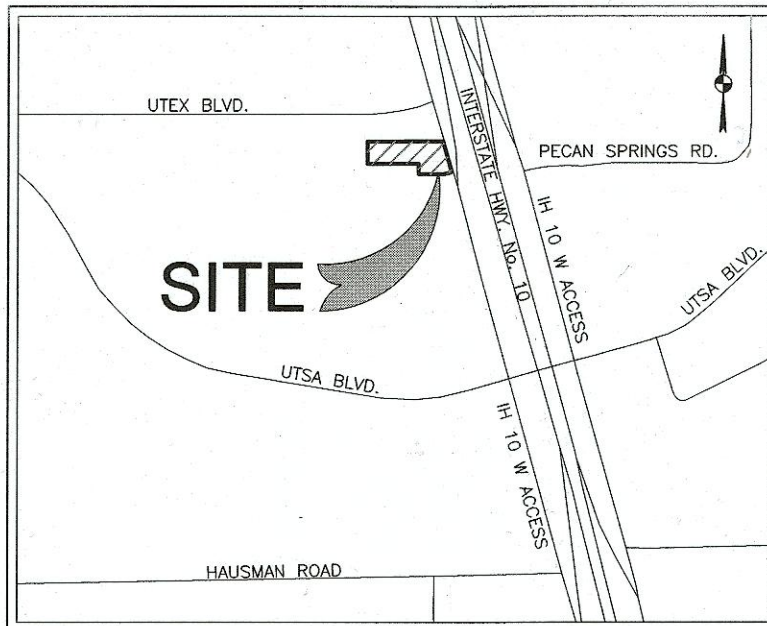 UTEX BLVD.
INTERSTATE HWY. No. 10
PECAN SPRINGS RD.
IH 10 W ACCESS
SITE
UTSA BLVD.
UTSA BLVD.
IH 10 W ACCESS
HAUSMAN ROAD